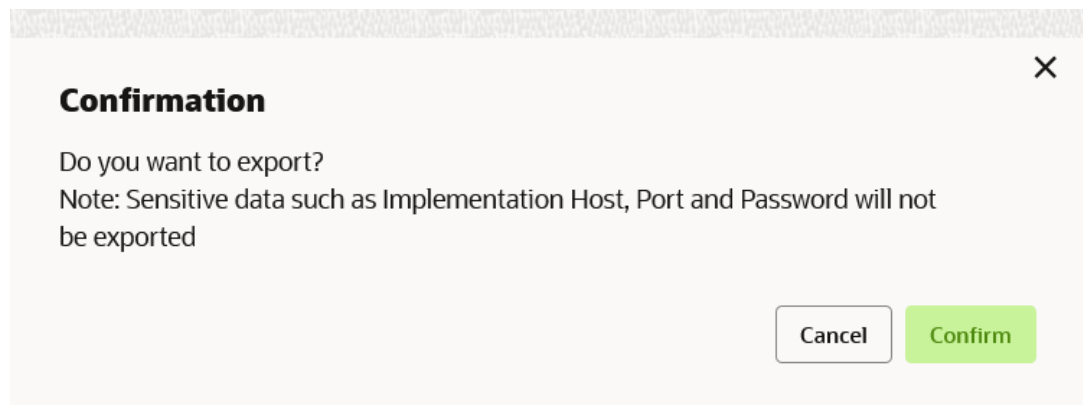 Confirmation
Do you want to export?
Note: Sensitive data such as Implementation Host, Port and Password will not
be exported
Cancel
Confirm